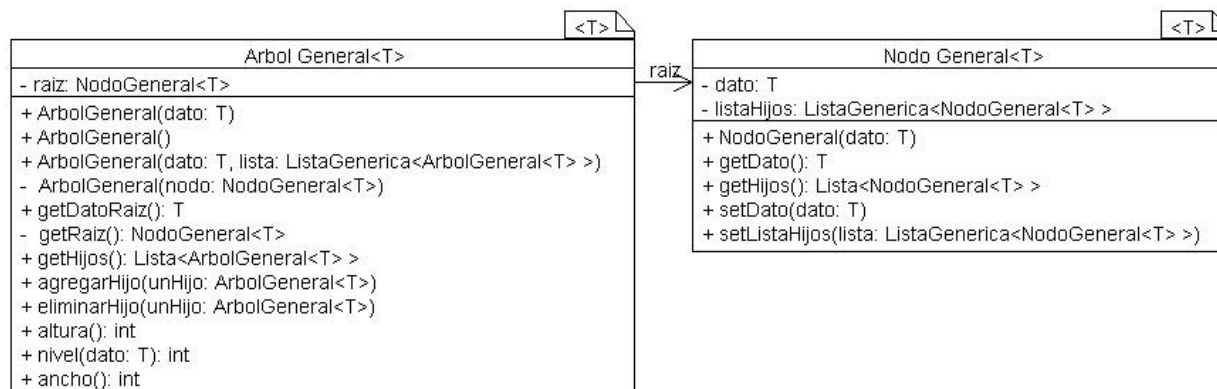 <T>
Arbol General<T>
- raiz: NodoGeneral<T>
+ ArbolGeneral(dato: T)
+ ArbolGeneral()
+ ArbolGeneral(dato: T, lista: ListaGenerica<ArbolGeneral<T> >)
- ArbolGeneral(nodo: NodoGeneral<T>)
+ getDatoRaiz(): T
- getRaiz(): NodoGeneral<T>
+ getHijos(): Lista<ArbolGeneral<T> >
+ agregarHijo(unHijo: ArbolGeneral<T>)
+ eliminarHijo(unHijo: ArbolGeneral<T>)
+ altura(): int
+ nivel(dato: T): int
+ ancho(): int
raiz
<T>
Nodo General<T>
- dato: T
- listaHijos: ListaGenerica<NodoGeneral<T> >
+ NodoGeneral(dato: T)
+ getDato(): T
+ getHijos(): Lista<NodoGeneral<T> >
+ setDato(dato: T)
+ setListaHijos(lista: ListaGenerica<NodoGeneral<T> >)